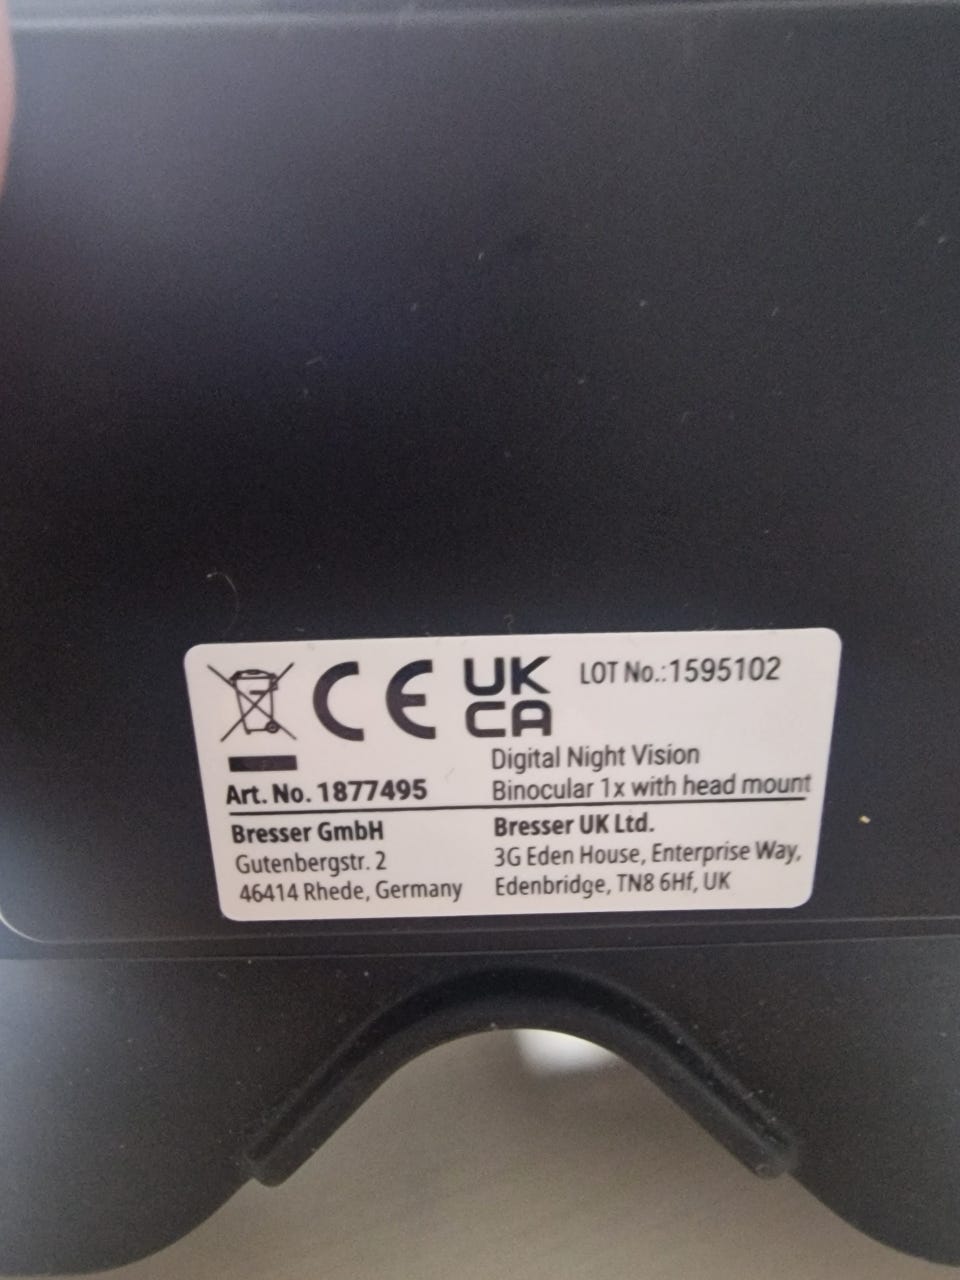 CE UK CA LOT No.:1595102
Digital Night Vision
Art. No. 1877495 Binocular 1x with head mount
Bresser GmbH
Gutenbergstr. 2
46414 Rhede, Germany
Bresser UK Ltd.
3G Eden House, Enterprise Way,
Edenbridge, TN8 6Hf, UK